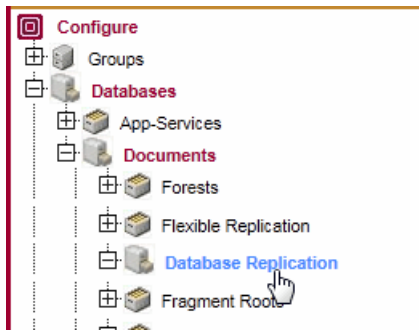 Configure
Groups
Databases
App-Services
Documents
Forests
Flexible Replication
Database Replication
Fragment Roots